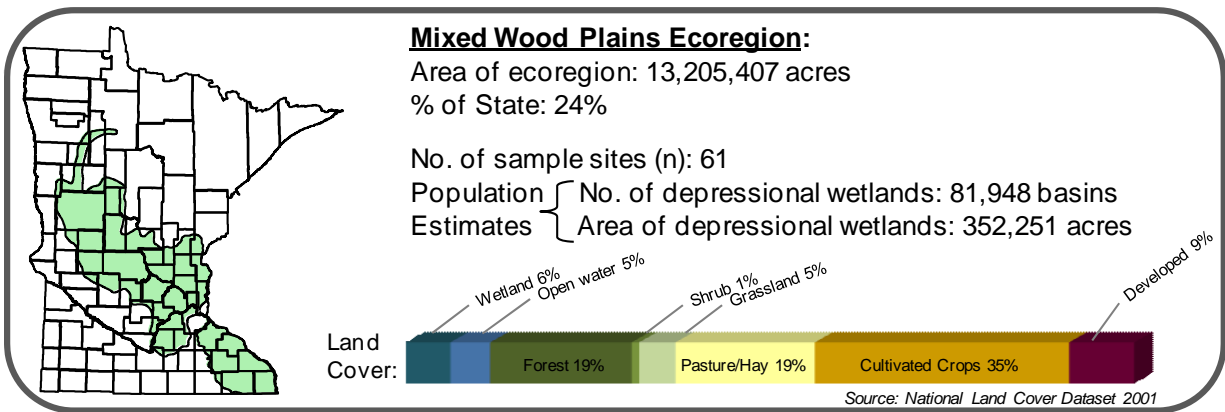 Mixed Wood Plains Ecoregion:
Area of ecoregion: 13,205,407 acres
% of State: 24%
No. of sample sites (n): 61
Population Estimates
No. of depressional wetlands: 81,948 basins
Area of depressional wetlands: 352,251 acres
Wetland 6%
Open water 5%
Shrub 1%
Grassland 5%
Developed 9%
Land
Cover:
Forest 19%
Pasture/Hay 19%
Cultivated Crops 35%
Source: National Land Cover Dataset 2001